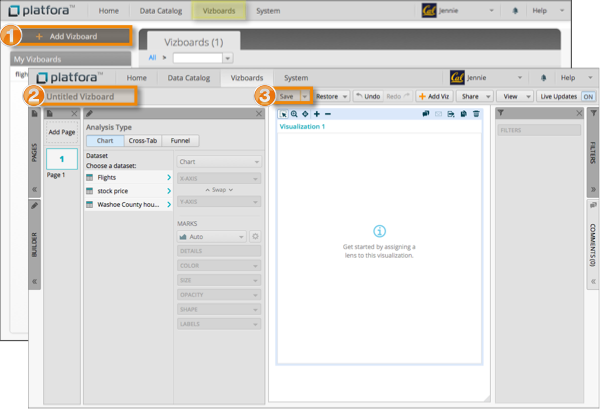 platfora™ Home Data Catalog Vizboards System Cal Jennie Help
1 + Add Vizboard
Vizboards (1)
My Vizboards
All >
platfora™ Home Data Catalog Vizboards System Cal Jennie Help
2 Untitled Vizboard 3 Save Restore Undo Redo + Add Viz Share View Live Updates ON
Add Page
1
Page 1
PAGES
BUILDER
Analysis Type
Chart Cross-Tab Funnel
Dataset
Choose a dataset:
Flights
stock price
Washoe County hou...
Chart
X-AXIS
Swap
Y-AXIS
MARKS
Auto
DETAILS
COLOR
SIZE
OPACITY
SHAPE
LABELS
Visualization 1
Get started by assigning a
lens to this visualization.
FILTERS
FILTERS
COMMENTS (0)